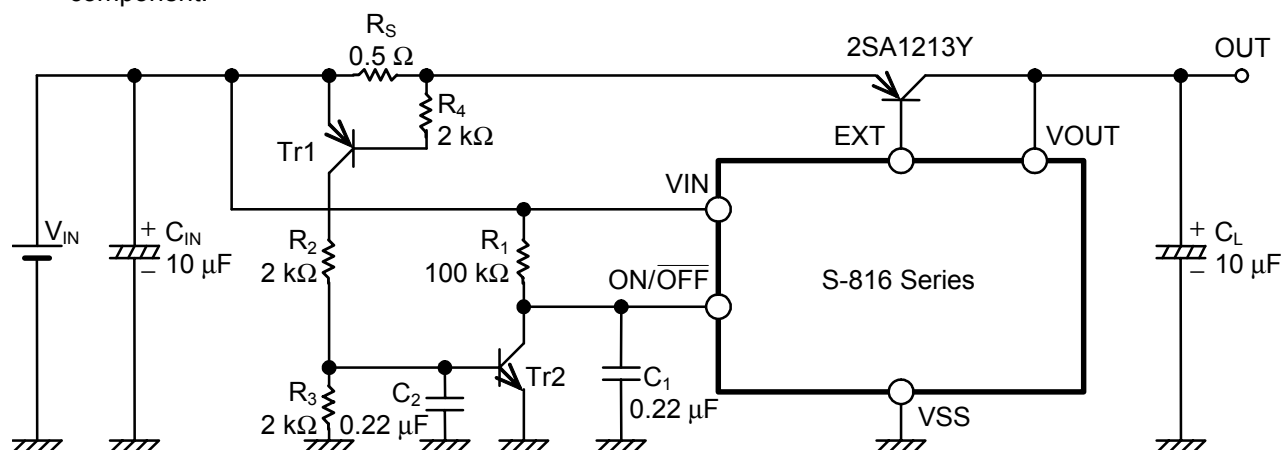 component.
R_S
0.5 Ω
2SA1213Y
OUT
R_4
2 kΩ
Tr1
EXT
VOUT
VIN
V_IN
+
C_IN
10 μF
−
R_2
2 kΩ
R_1
100 kΩ
ON/O̅F̅F̅
S-816 Series
+
C_L
10 μF
−
R_3
2 kΩ
C_2
0.22 μF
Tr2
C_1
0.22 μF
VSS